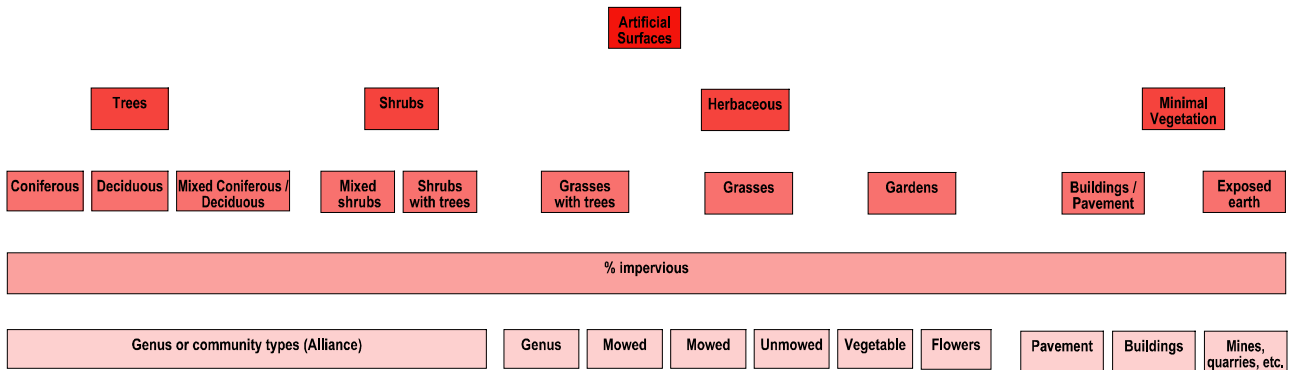 Artificial
Surfaces
Trees
Shrubs
Herbaceous
Minimal
Vegetation
Coniferous
Deciduous
Mixed Coniferous /
Deciduous
Mixed
shrubs
Shrubs
with trees
Grasses
with trees
Grasses
Gardens
Buildings /
Pavement
Exposed
earth
% impervious
Genus or community types (Alliance)
Genus
Mowed
Mowed
Unmowed
Vegetable
Flowers
Pavement
Buildings
Mines,
quarries, etc.